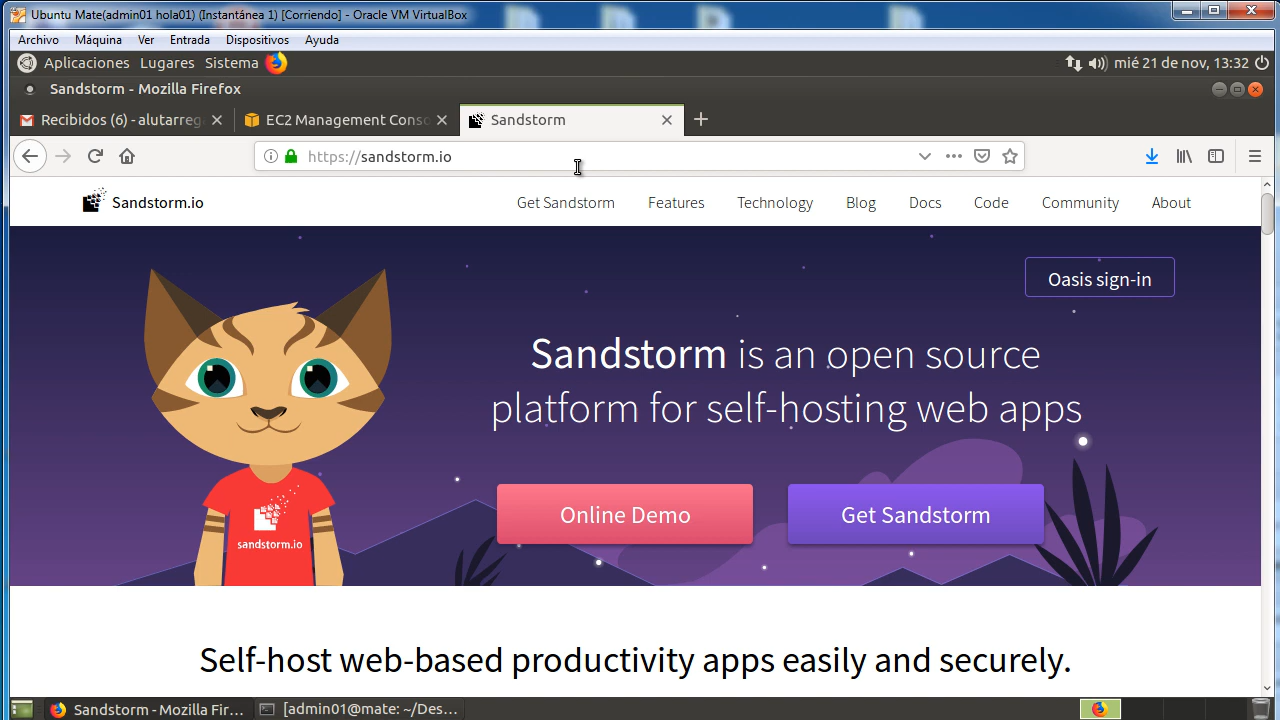 Ubuntu Mate(admin01 hola01) (Instantánea 1) [Corriendo] - Oracle VM VirtualBox
Archivo Máquina Ver Entrada Dispositivos Ayuda
Aplicaciones Lugares Sistema mié 21 de nov, 13:32
Sandstorm - Mozilla Firefox
Recibidos (6) - alutarreg EC2 Management Conso Sandstorm
https://sandstorm.io
Sandstorm.io Get Sandstorm Features Technology Blog Docs Code Community About
Oasis sign-in
Sandstorm is an open source
platform for self-hosting web apps
Online Demo Get Sandstorm
sandstorm.io
Self-host web-based productivity apps easily and securely.
Sandstorm - Mozilla Fir... [admin01@mate: ~/Des...